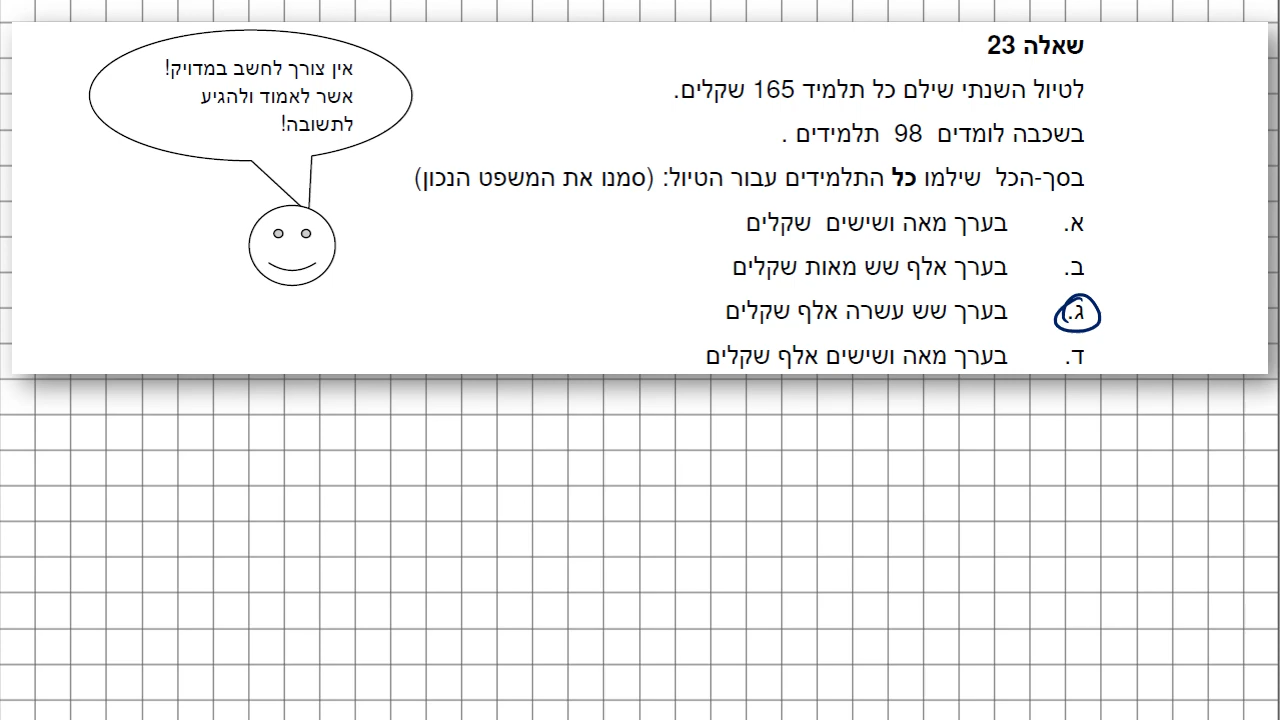 שאלה 23
לטיול השנתי שילם כל תלמיד 165 שקלים.
בשכבה לומדים 98 תלמידים .
בסך-הכל שילמו כל התלמידים עבור הטיול: (סמנו את המשפט הנכון)
א. בערך מאה ושישים שקלים
ב. בערך אלף שש מאות שקלים
ג. בערך שש עשרה אלף שקלים
ד. בערך מאה ושישים אלף שקלים
אין צורך לחשב במדויק!
אשר לאמוד ולהגיע
לתשובה!